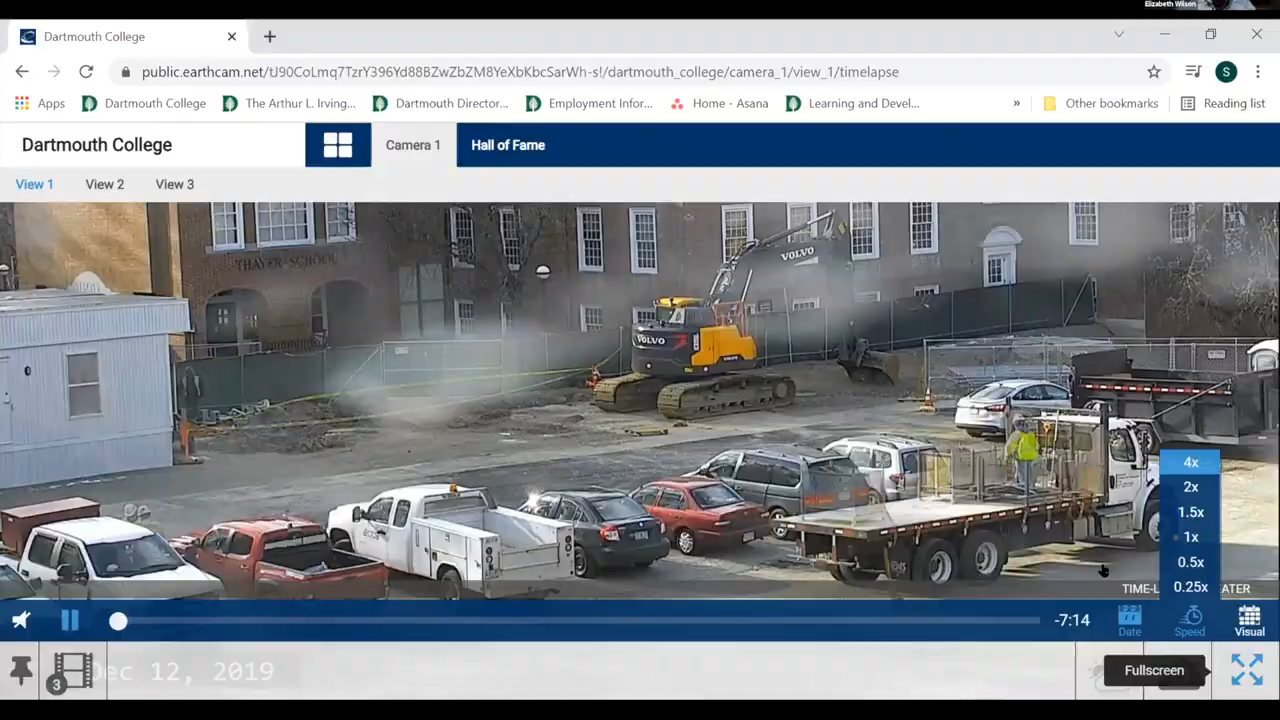 Elizabeth Wilson
Dartmouth College
public.earthcam.net/tJ90CoLmq7TzrY396Yd88BZwZbZM8YeXbKbcSarWh-s!/dartmouth_college/camera_1/view_1/timelapse
S
Apps Dartmouth College The Arthur L. Irving... Dartmouth Director... Employment Infor... Home - Asana Learning and Devel... » Other bookmarks Reading list
Dartmouth College Camera 1 Hall of Fame
View 1 View 2 View 3
THAYER SCHOOL
VOLVO
VOLVO
4x
2x
1.5x
1x
0.5x
0.25x
TIME-L EATER
-7:14
Date Speed Visual
3 Dec 12, 2019
Fullscreen